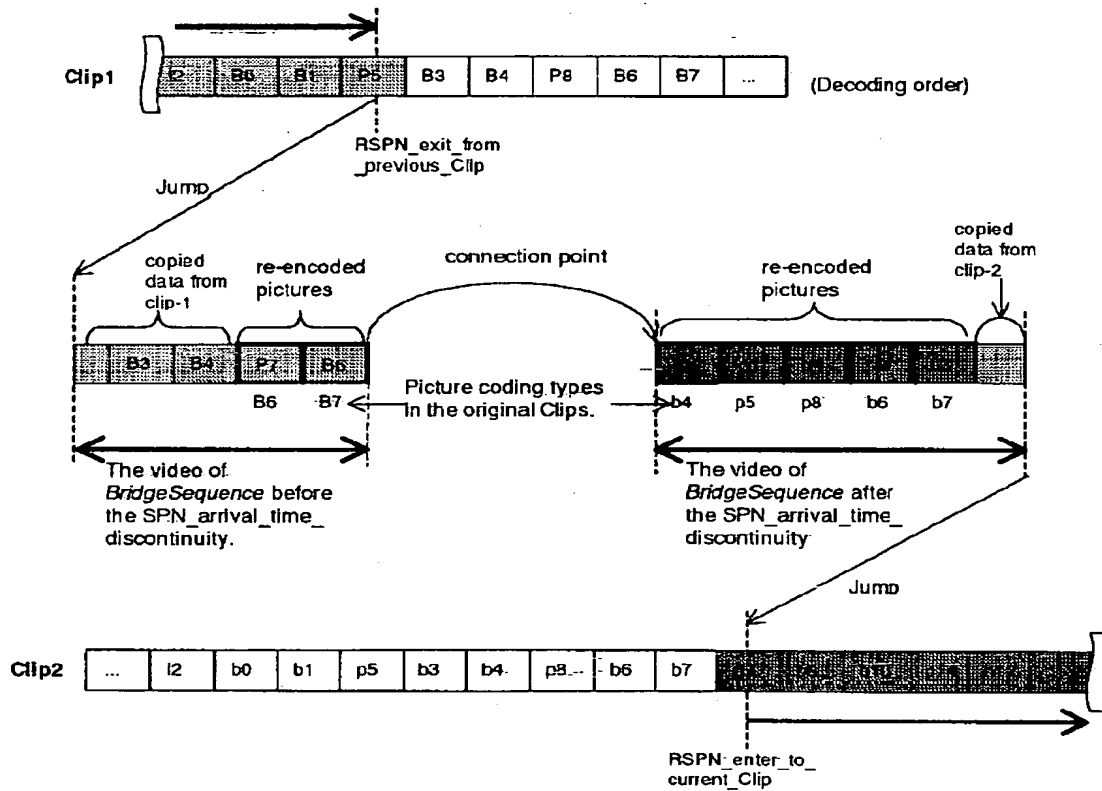 Clip1
I2 B0 B1 P5 B3 B4 P8 B6 B7 ...
(Decoding order)
RSPN_exit_from
_previous_Clip
Jump
copied
data from
clip-1
re-encoded
pictures
connection point
re-encoded
pictures
copied
data from
clip-2
B3 B4 P7 B6
B6 B7
Picture coding types
in the original Clips.
b4 p5 p8 b6 b7
The video of
BridgeSequence before
the SPN_arrival_time_
discontinuity.
The video of
BridgeSequence after
the SPN_arrival_time_
discontinuity
Jump
Clip2
... I2 b0 b1 p5 b3 b4 p8 b6 b7
RSPN_enter_to_
current_Clip